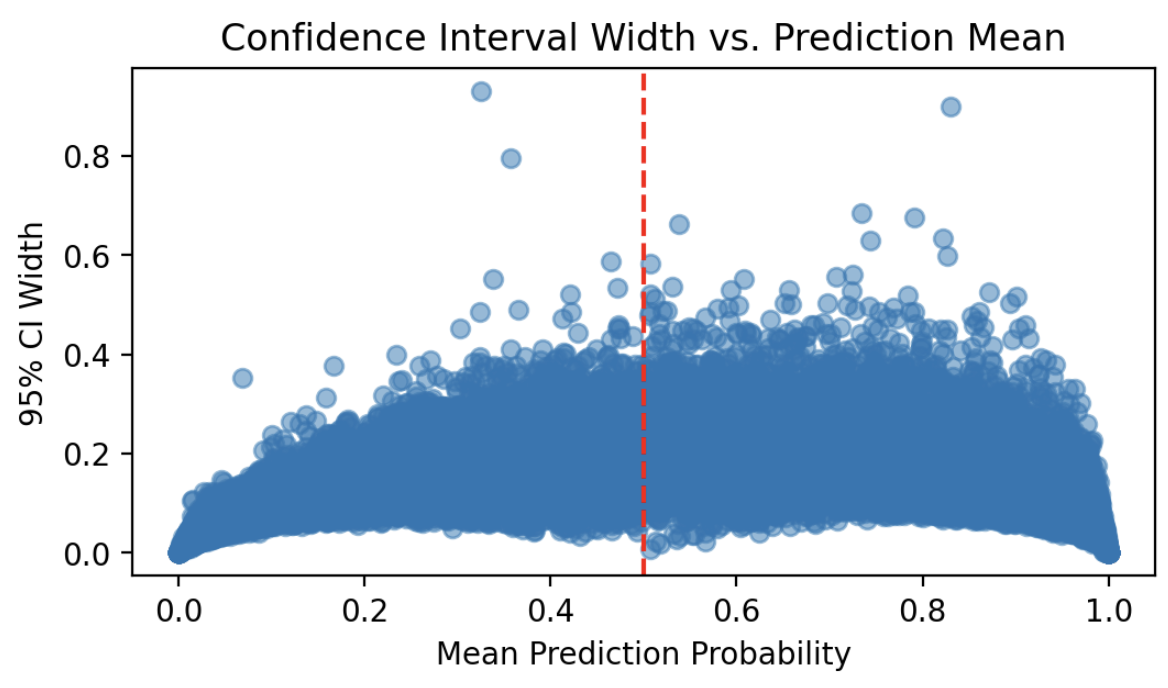 Confidence Interval Width vs. Prediction Mean
95% CI Width
0.8
0.6
0.4
0.2
0.0
0.0 0.2 0.4 0.6 0.8 1.0
Mean Prediction Probability